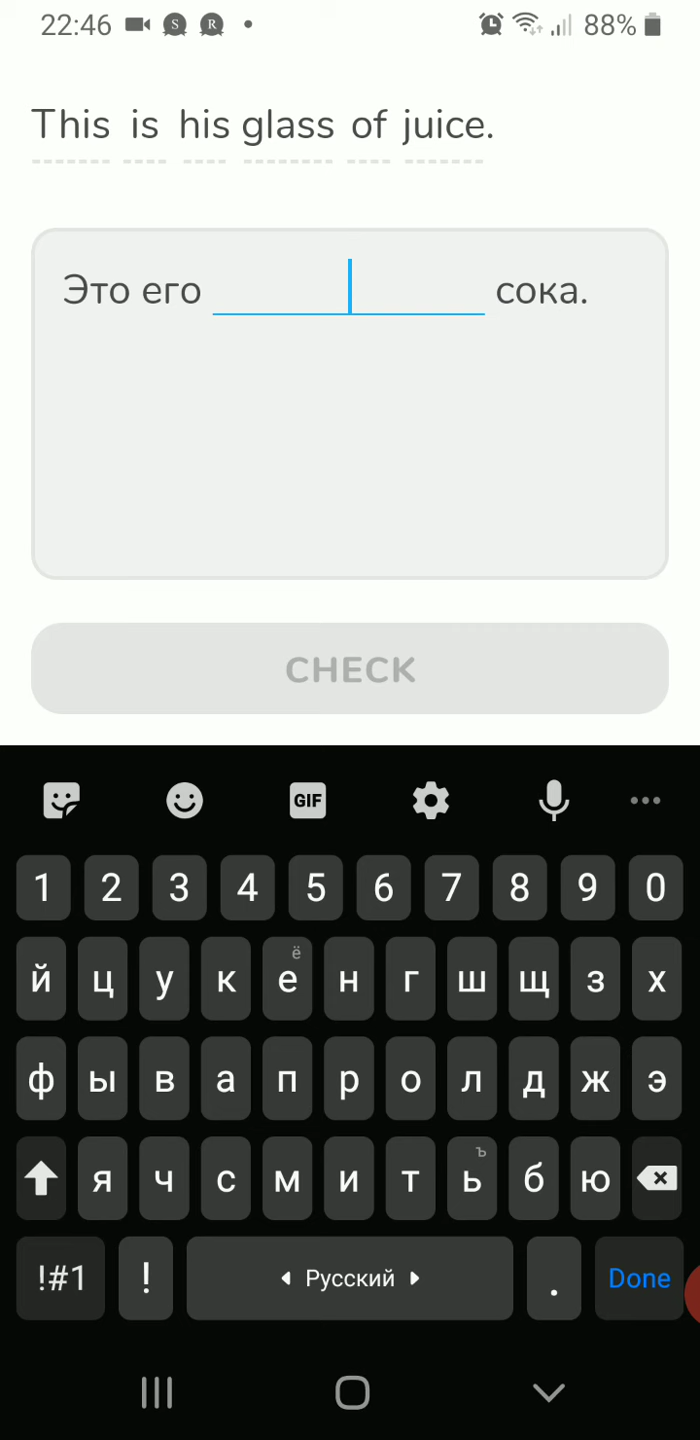 22:46 S R 88%
This is his glass of juice.
Это его сока.
CHECK
GIF
1 2 3 4 5 6 7 8 9 0
й ц у к е ё н г ш щ з х
ф ы в а п р о л д ж э
я ч с м и т ь ъ б ю
!#1 ! Русский . Done